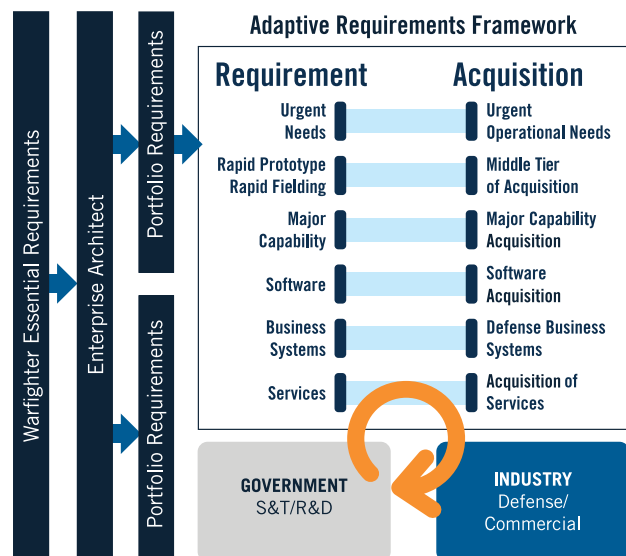 Warfighter Essential Requirements
Enterprise Architect
Portfolio Requirements
Portfolio Requirements
Adaptive Requirements Framework
Requirement
Acquisition
Urgent
Needs
Urgent
Operational Needs
Rapid Prototype
Rapid Fielding
Middle Tier
of Acquisition
Major
Capability
Major Capability
Acquisition
Software
Software
Acquisition
Business
Systems
Defense Business
Systems
Services
Acquisition of
Services
GOVERNMENT
S&T/R&D
INDUSTRY
Defense/
Commercial